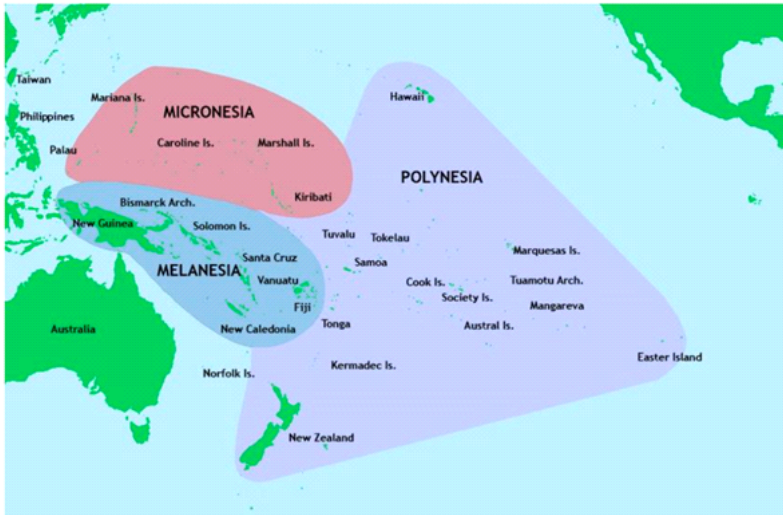 Taiwan
Hawaii
Mariana Is.
MICRONESIA
Philippines
Caroline Is.
Marshall Is.
Palau
POLYNESIA
Kiribati
Bismarck Arch.
New Guinea
Solomon Is.
Tuvalu
Tokelau
Marquesas Is.
Santa Cruz
Samoa
MELANESIA
Vanuatu
Cook Is.
Tuamotu Arch.
Society Is.
Fiji
Mangareva
Australia
New Caledonia
Tonga
Austral Is.
Easter Island
Kermadec Is.
Norfolk Is.
New Zealand